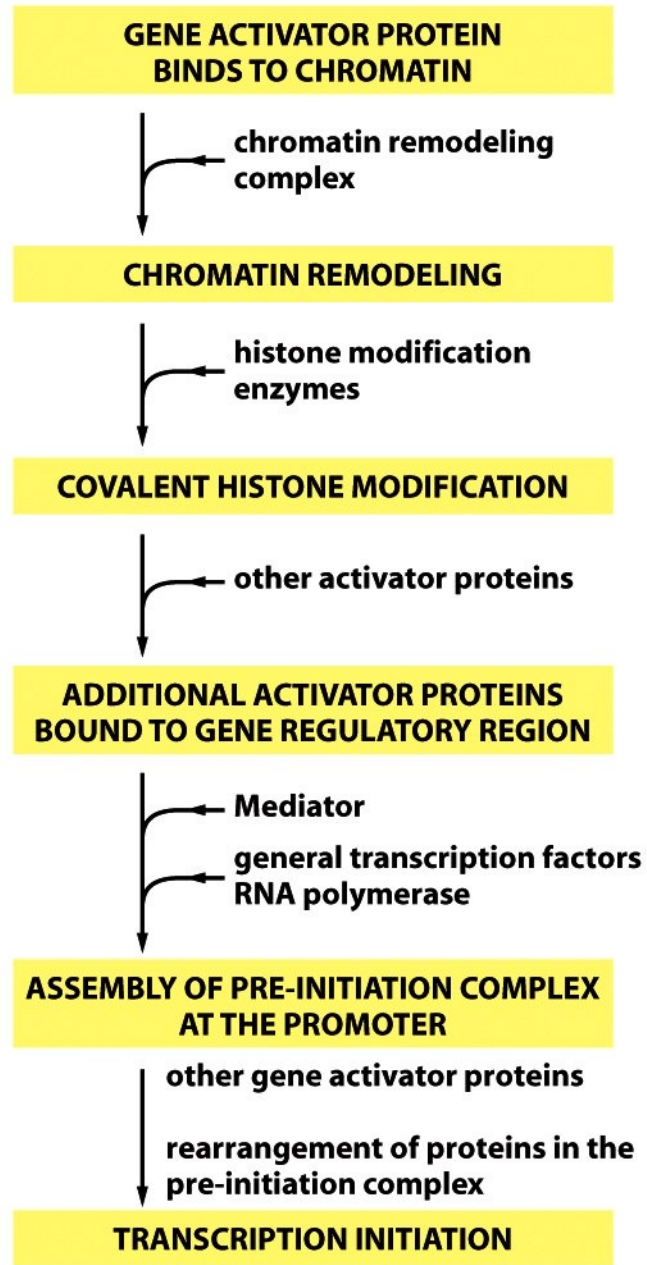 GENE ACTIVATOR PROTEIN
BINDS TO CHROMATIN
chromatin remodeling
complex
CHROMATIN REMODELING
histone modification
enzymes
COVALENT HISTONE MODIFICATION
other activator proteins
ADDITIONAL ACTIVATOR PROTEINS
BOUND TO GENE REGULATORY REGION
Mediator
general transcription factors
RNA polymerase
ASSEMBLY OF PRE-INITIATION COMPLEX
AT THE PROMOTER
other gene activator proteins
rearrangement of proteins in the
pre-initiation complex
TRANSCRIPTION INITIATION